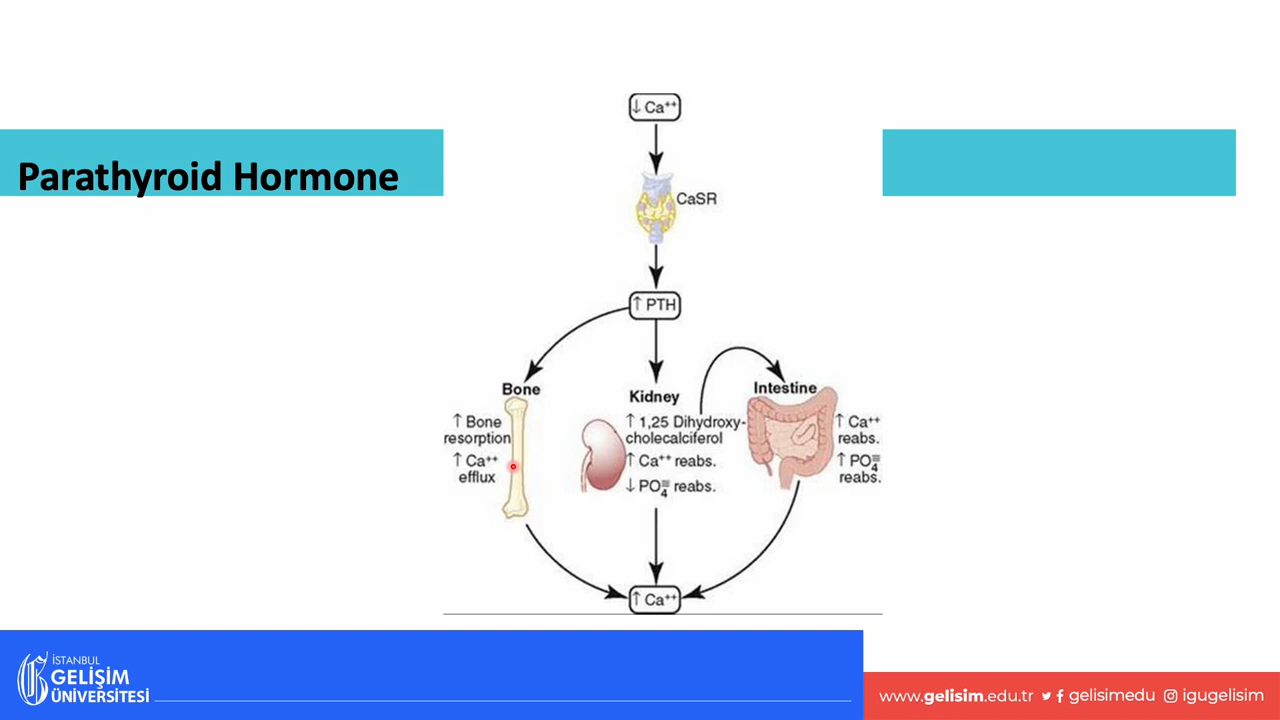 Parathyroid Hormone
↓ Ca⁺⁺
CaSR
↑ PTH
Bone
↑ Bone
resorption
↑ Ca⁺⁺
efflux
Kidney
↑ 1,25 Dihydroxy-
cholecalciferol
↑ Ca⁺⁺ reabs.
↓ PO₄≡ reabs.
Intestine
↑ Ca⁺⁺
reabs.
↑ PO₄≡
reabs.
↑ Ca⁺⁺
İSTANBUL
GELİŞİM
ÜNİVERSİTESİ
www.gelisim.edu.tr gelisimedu igugelisim